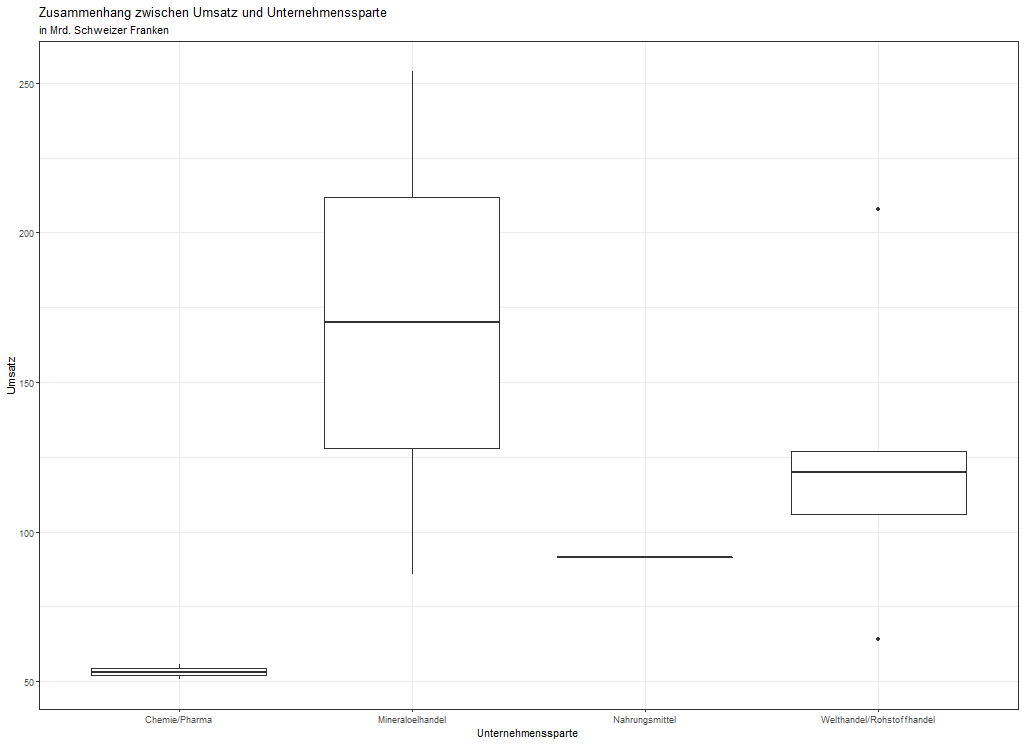 Zusammenhang zwischen Umsatz und Unternehmenssparte
in Mrd. Schweizer Franken
250
200
150
100
50
Umsatz
Chemie/Pharma
Mineraloelhandel
Nahrungsmittel
Welthandel/Rohstoffhandel
Unternehmenssparte